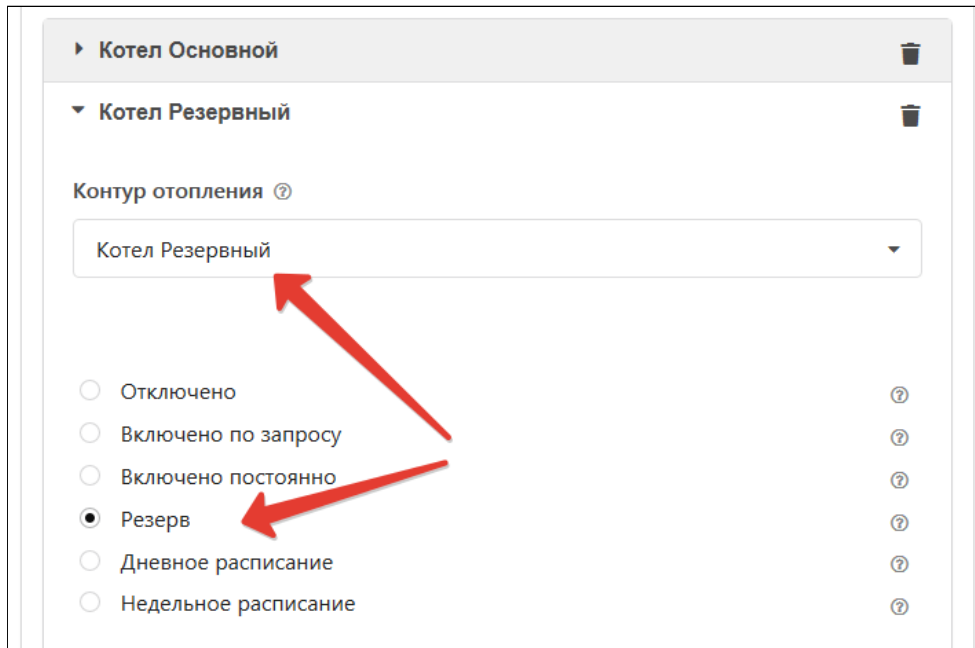 Котел Основной
Котел Резервный
Контур отопления
Котел Резервный
Отключено
Включено по запросу
Включено постоянно
Резерв
Дневное расписание
Недельное расписание